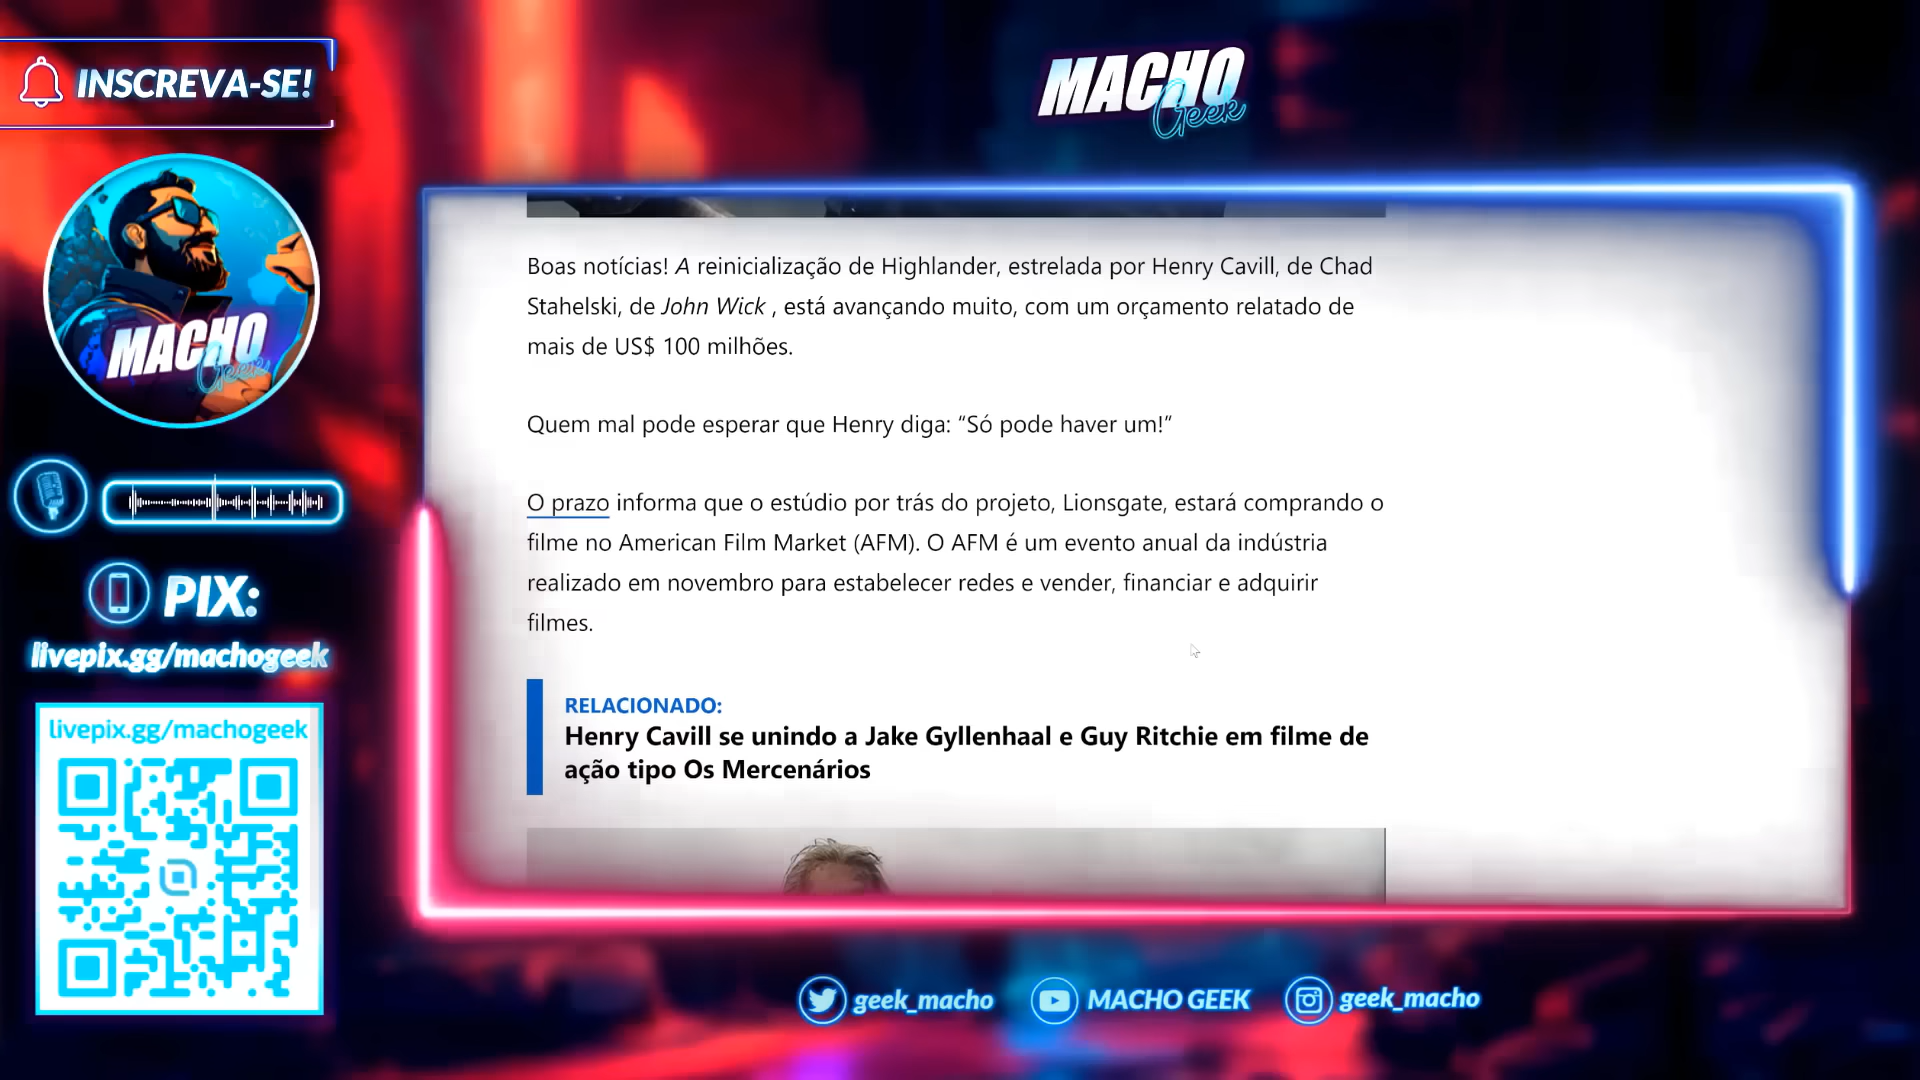 INSCREVA-SE!
MACHO
Geek
MACHO
Geek
PIX:
livepix.gg/machogeek
livepix.gg/machogeek
Boas notícias! A reinicialização de Highlander, estrelada por Henry Cavill, de Chad
Stahelski, de John Wick , está avançando muito, com um orçamento relatado de
mais de US$ 100 milhões.
Quem mal pode esperar que Henry diga: “Só pode haver um!”
O prazo informa que o estúdio por trás do projeto, Lionsgate, estará comprando o
filme no American Film Market (AFM). O AFM é um evento anual da indústria
realizado em novembro para estabelecer redes e vender, financiar e adquirir
filmes.
RELACIONADO:
Henry Cavill se unindo a Jake Gyllenhaal e Guy Ritchie em filme de
ação tipo Os Mercenários
geek_macho
MACHO GEEK
geek_macho